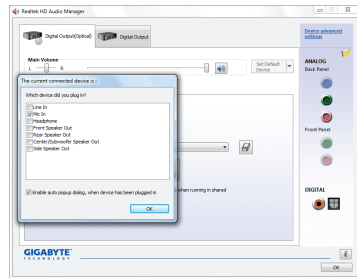 Realtek HD Audio Manager
Digital Output(Optical)
Digital Output
Device advanced
settings
Main Volume
L
R
Set Default
Device
ANALOG
Back Panel
The current connected device is :
Which device did you plug in?
Line In
Mic In
Headphone
Front Speaker Out
Rear Speaker Out
Center/Subwoofer Speaker Out
Side Speaker Out
Front Panel
Enable auto popup dialog, when device has been plugged in
when running in shared
DIGITAL
OK
GIGABYTE
TECHNOLOGY
OK